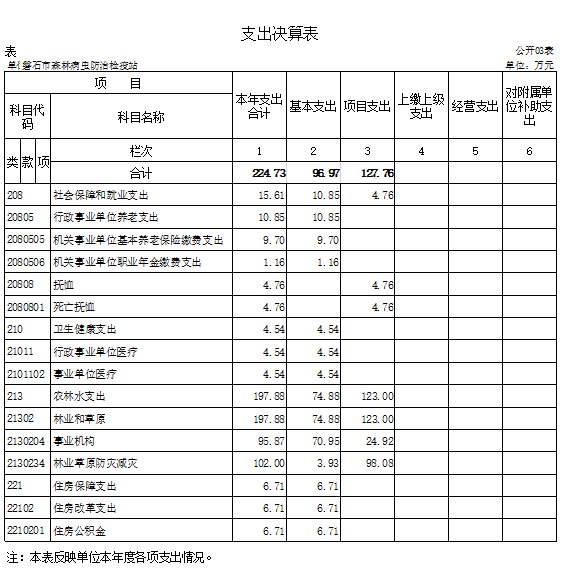 支出决算表
表
公开03表
单{ 磐石市森林病虫防治检疫站 单位：万元
项 目 本年支出合计 基本支出 项目支出 上缴上级支出 经营支出 对附属单位补助支出
科目代码 科目名称
类 款 项 栏次 1 2 3 4 5 6
合计 224.73 96.97 127.76
208 社会保障和就业支出 15.61 10.85 4.76
20805 行政事业单位养老支出 10.85 10.85
2080505 机关事业单位基本养老保险缴费支出 9.70 9.70
2080506 机关事业单位职业年金缴费支出 1.16 1.16
20808 抚恤 4.76 4.76
2080801 死亡抚恤 4.76 4.76
210 卫生健康支出 4.54 4.54
21011 行政事业单位医疗 4.54 4.54
2101102 事业单位医疗 4.54 4.54
213 农林水支出 197.88 74.88 123.00
21302 林业和草原 197.88 74.88 123.00
2130204 事业机构 95.87 70.95 24.92
2130234 林业草原防灾减灾 102.00 3.93 98.08
221 住房保障支出 6.71 6.71
22102 住房改革支出 6.71 6.71
2210201 住房公积金 6.71 6.71
注：本表反映单位本年度各项支出情况。